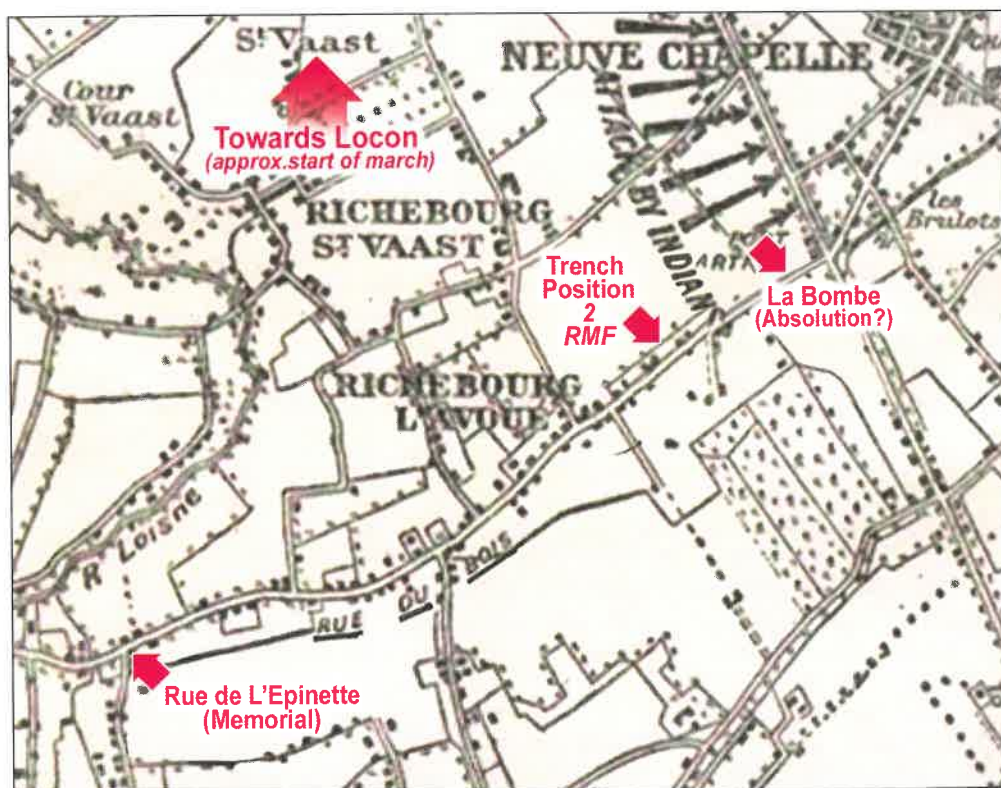 St Vaast
NEUVE CHAPELLE
Cour
St Vaast
Towards Locon
(approx.start of march)
ATTACK BY INDIAN
RICHEBOURG
St VAAST
les
Brulots
Trench
Position
2
RMF
La Bombe
(Absolution?)
RICHEBOURG
L'AVOUE
R Loisne
RUE DU BOIS
Rue de L'Epinette
(Memorial)